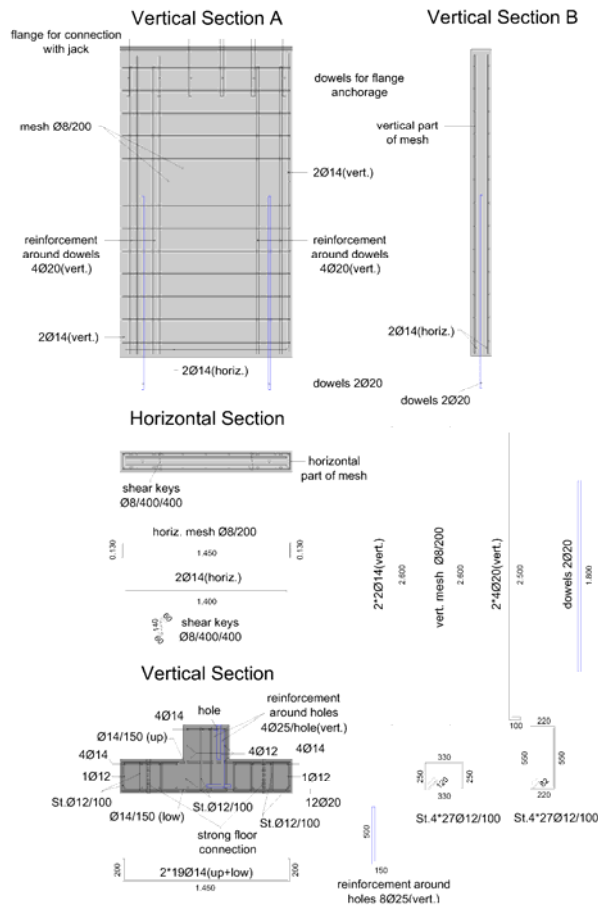 Vertical Section A
Vertical Section B
flange for connection
with jack
dowels for flange
anchorage
mesh Ø8/200
vertical part
of mesh
2Ø14(vert.)
reinforcement
around dowels
4Ø20(vert.)
reinforcement
around dowels
4Ø20(vert.)
2Ø14(vert.)
2Ø14(horiz.)
2Ø14(horiz.)
dowels 2Ø20
dowels 2Ø20
Horizontal Section
horizontal
part of mesh
shear keys
Ø8/400/400
horiz. mesh Ø8/200
0.130
1.450
0.130
2Ø14(horiz.)
1.400
60
140
60
shear keys
Ø8/400/400
2*2Ø14(vert.)
2.600
vert. mesh Ø8/200
2.600
2*4Ø20(vert.)
2.500
100
dowels 2Ø20
1.800
Vertical Section
hole
reinforcement
around holes
4Ø25/hole(vert.)
4Ø14
Ø14/150 (up)
4Ø14
4Ø12
4Ø14
1Ø12
1Ø12
St.Ø12/100
St.Ø12/100
12Ø20
Ø14/150 (low)
St.Ø12/100
strong floor
connection
200
2*19Ø14(up+low)
200
1.450
330
250
120
250
330
St.4*27Ø12/100
220
550
550
220
St.4*27Ø12/100
500
150
reinforcement around
holes 8Ø25(vert.)